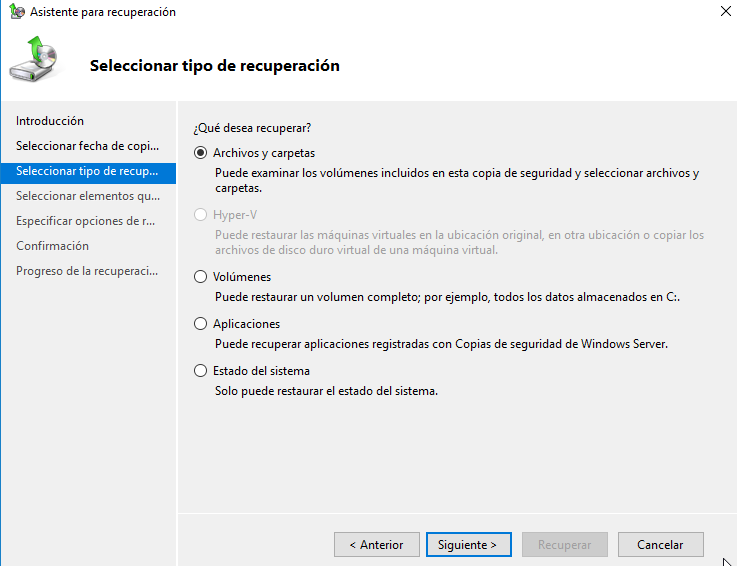 Asistente para recuperación
Seleccionar tipo de recuperación
Introducción
Seleccionar fecha de copi...
Seleccionar tipo de recup...
Seleccionar elementos qu...
Especificar opciones de r...
Confirmación
Progreso de la recuperaci...
¿Qué desea recuperar?
Archivos y carpetas
Puede examinar los volúmenes incluidos en esta copia de seguridad y seleccionar archivos y
carpetas.
Hyper-V
Puede restaurar las máquinas virtuales en la ubicación original, en otra ubicación o copiar los
archivos de disco duro virtual de una máquina virtual.
Volúmenes
Puede restaurar un volumen completo; por ejemplo, todos los datos almacenados en C:.
Aplicaciones
Puede recuperar aplicaciones registradas con Copias de seguridad de Windows Server.
Estado del sistema
Solo puede restaurar el estado del sistema.
< Anterior
Siguiente >
Recuperar
Cancelar